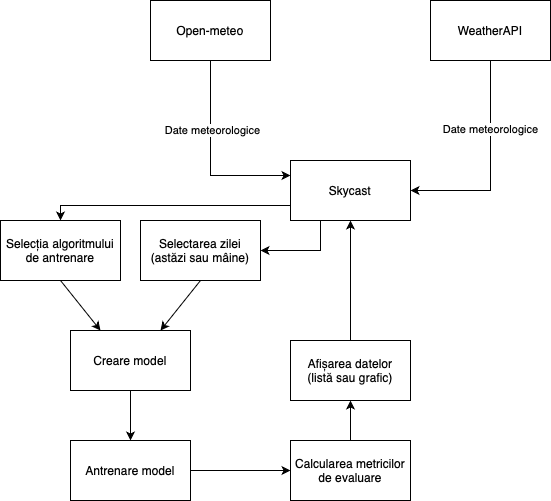 Open-meteo
WeatherAPI
Date meteorologice
Date meteorologice
Skycast
Selecția algoritmului
de antrenare
Selectarea zilei
(astăzi sau mâine)
Creare model
Afișarea datelor
(listă sau grafic)
Antrenare model
Calcularea metricilor
de evaluare